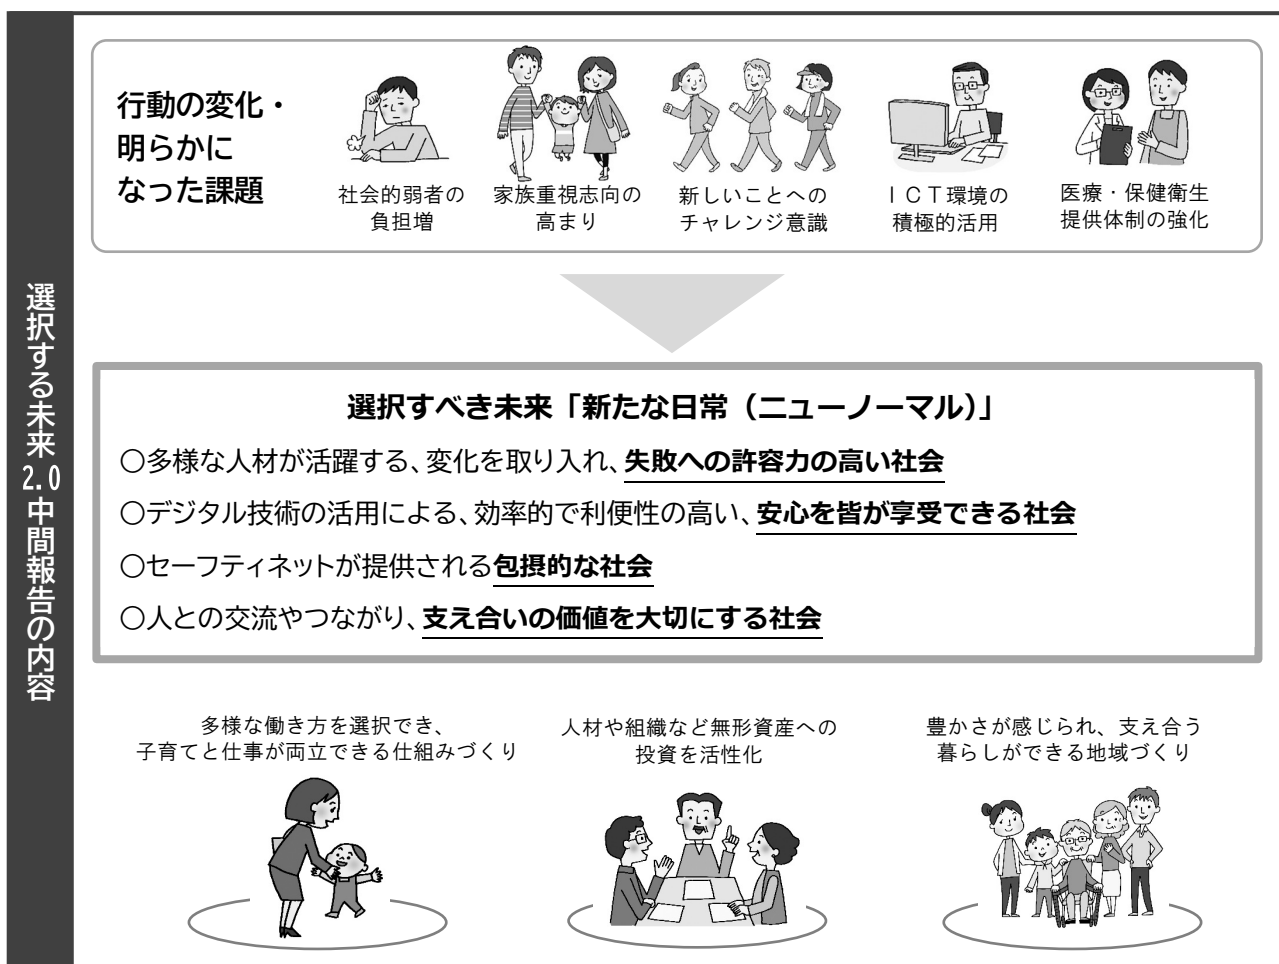 選択する未来2.0中間報告の内容
行動の変化・
明らかに
なった課題
社会的弱者の
負担増
家族重視志向の
高まり
新しいことへの
チャレンジ意識
ＩＣＴ環境の
積極的活用
医療・保健衛生
提供体制の強化
選択すべき未来「新たな日常（ニューノーマル）」
○多様な人材が活躍する、変化を取り入れ、失敗への許容力の高い社会
○デジタル技術の活用による、効率的で利便性の高い、安心を皆が享受できる社会
○セーフティネットが提供される包摂的な社会
○人との交流やつながり、支え合いの価値を大切にする社会
多様な働き方を選択でき、
子育てと仕事が両立できる仕組みづくり
人材や組織など無形資産への
投資を活性化
豊かさが感じられ、支え合う
暮らしができる地域づくり